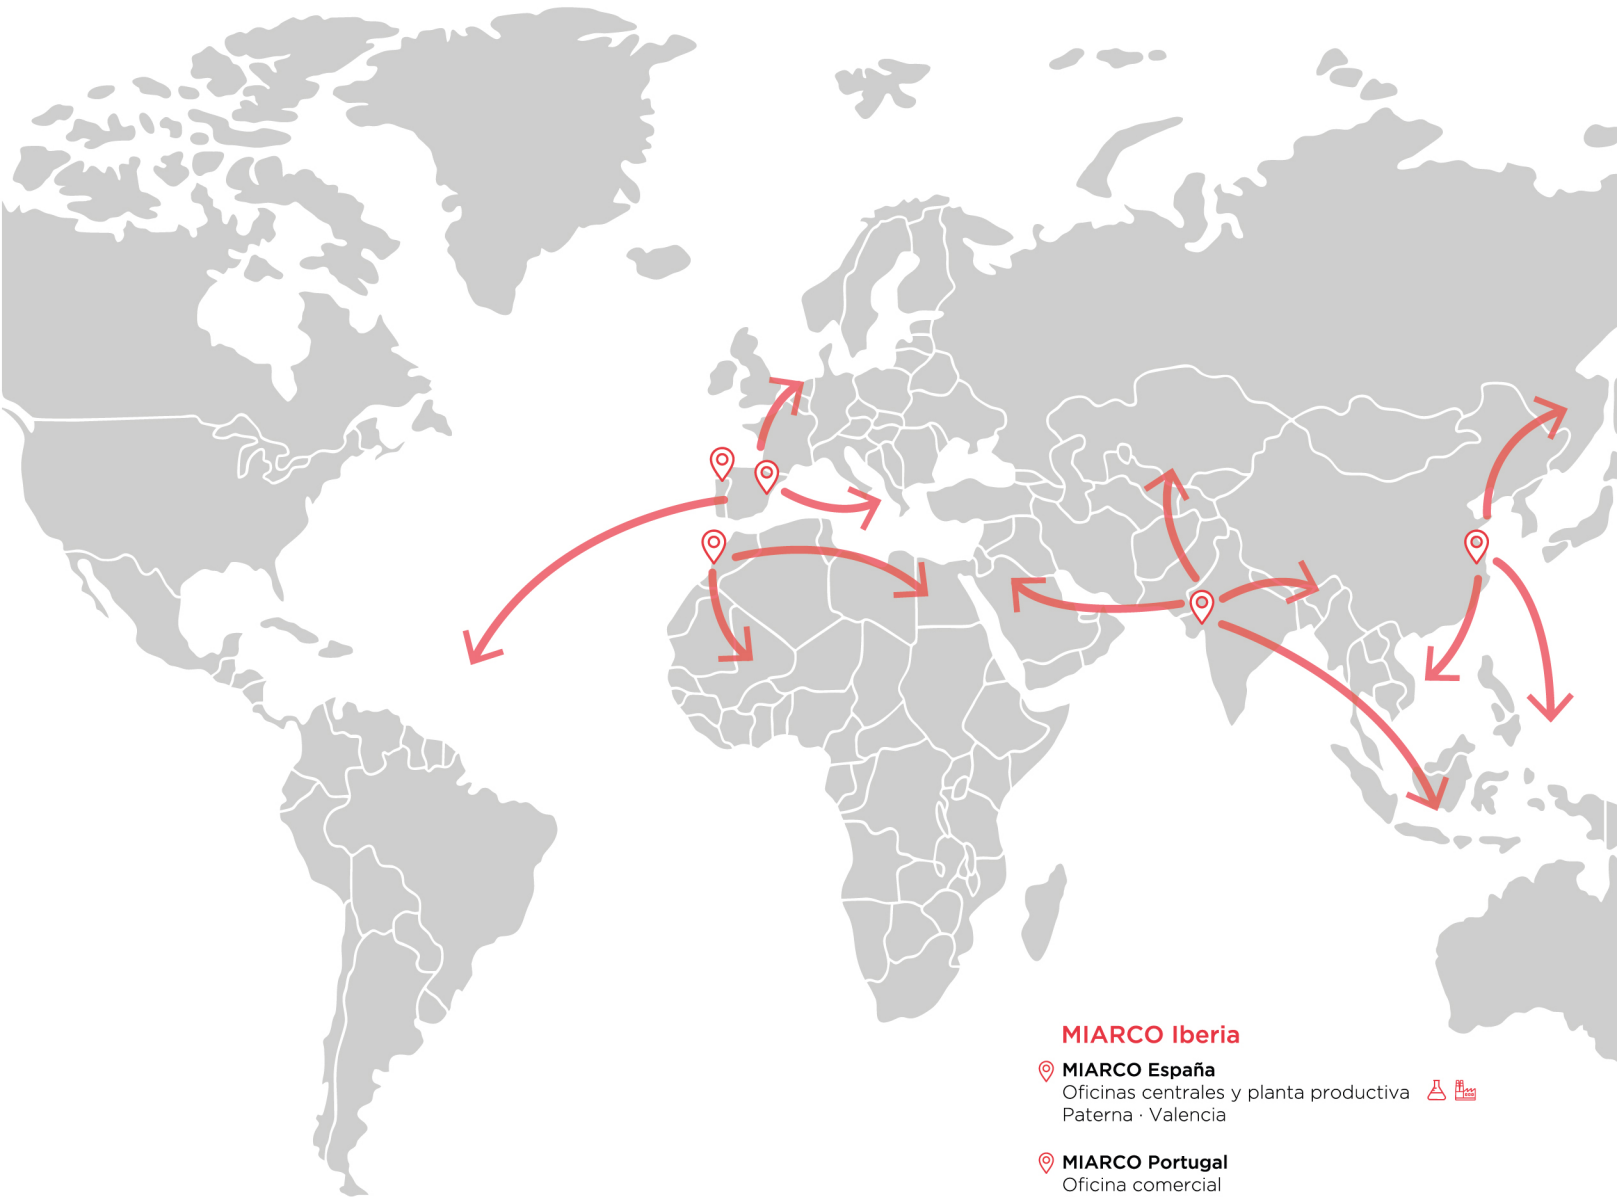 MIARCO Iberia
MIARCO España
Oficinas centrales y planta productiva
Paterna · Valencia
MIARCO Portugal
Oficina comercial